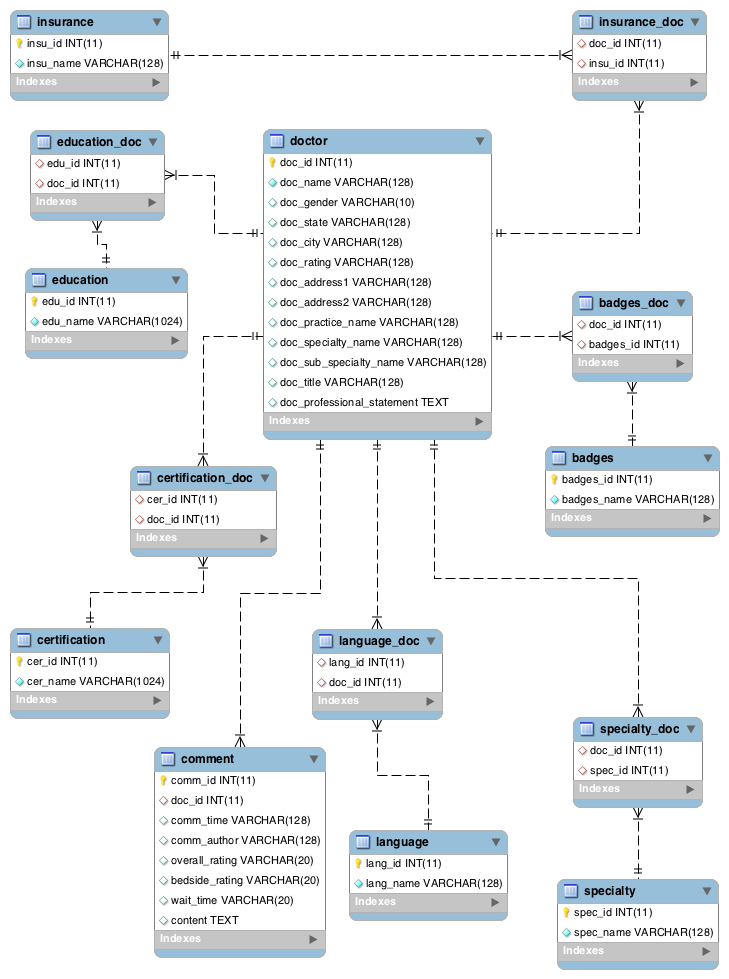 insurance
insu_id INT(11)
insu_name VARCHAR(128)
Indexes
insurance_doc
doc_id INT(11)
insu_id INT(11)
Indexes
education_doc
edu_id INT(11)
doc_id INT(11)
Indexes
doctor
doc_id INT(11)
doc_name VARCHAR(128)
doc_gender VARCHAR(10)
doc_state VARCHAR(128)
doc_city VARCHAR(128)
doc_rating VARCHAR(128)
doc_address1 VARCHAR(128)
doc_address2 VARCHAR(128)
doc_practice_name VARCHAR(128)
doc_specialty_name VARCHAR(128)
doc_sub_specialty_name VARCHAR(128)
doc_title VARCHAR(128)
doc_professional_statement TEXT
Indexes
education
edu_id INT(11)
edu_name VARCHAR(1024)
Indexes
badges_doc
doc_id INT(11)
badges_id INT(11)
Indexes
badges
badges_id INT(11)
badges_name VARCHAR(128)
Indexes
certification_doc
cer_id INT(11)
doc_id INT(11)
Indexes
certification
cer_id INT(11)
cer_name VARCHAR(1024)
Indexes
language_doc
lang_id INT(11)
doc_id INT(11)
Indexes
specialty_doc
doc_id INT(11)
spec_id INT(11)
Indexes
comment
comm_id INT(11)
doc_id INT(11)
comm_time VARCHAR(128)
comm_author VARCHAR(128)
overall_rating VARCHAR(20)
bedside_rating VARCHAR(20)
wait_time VARCHAR(20)
content TEXT
Indexes
language
lang_id INT(11)
lang_name VARCHAR(128)
Indexes
specialty
spec_id INT(11)
spec_name VARCHAR(128)
Indexes